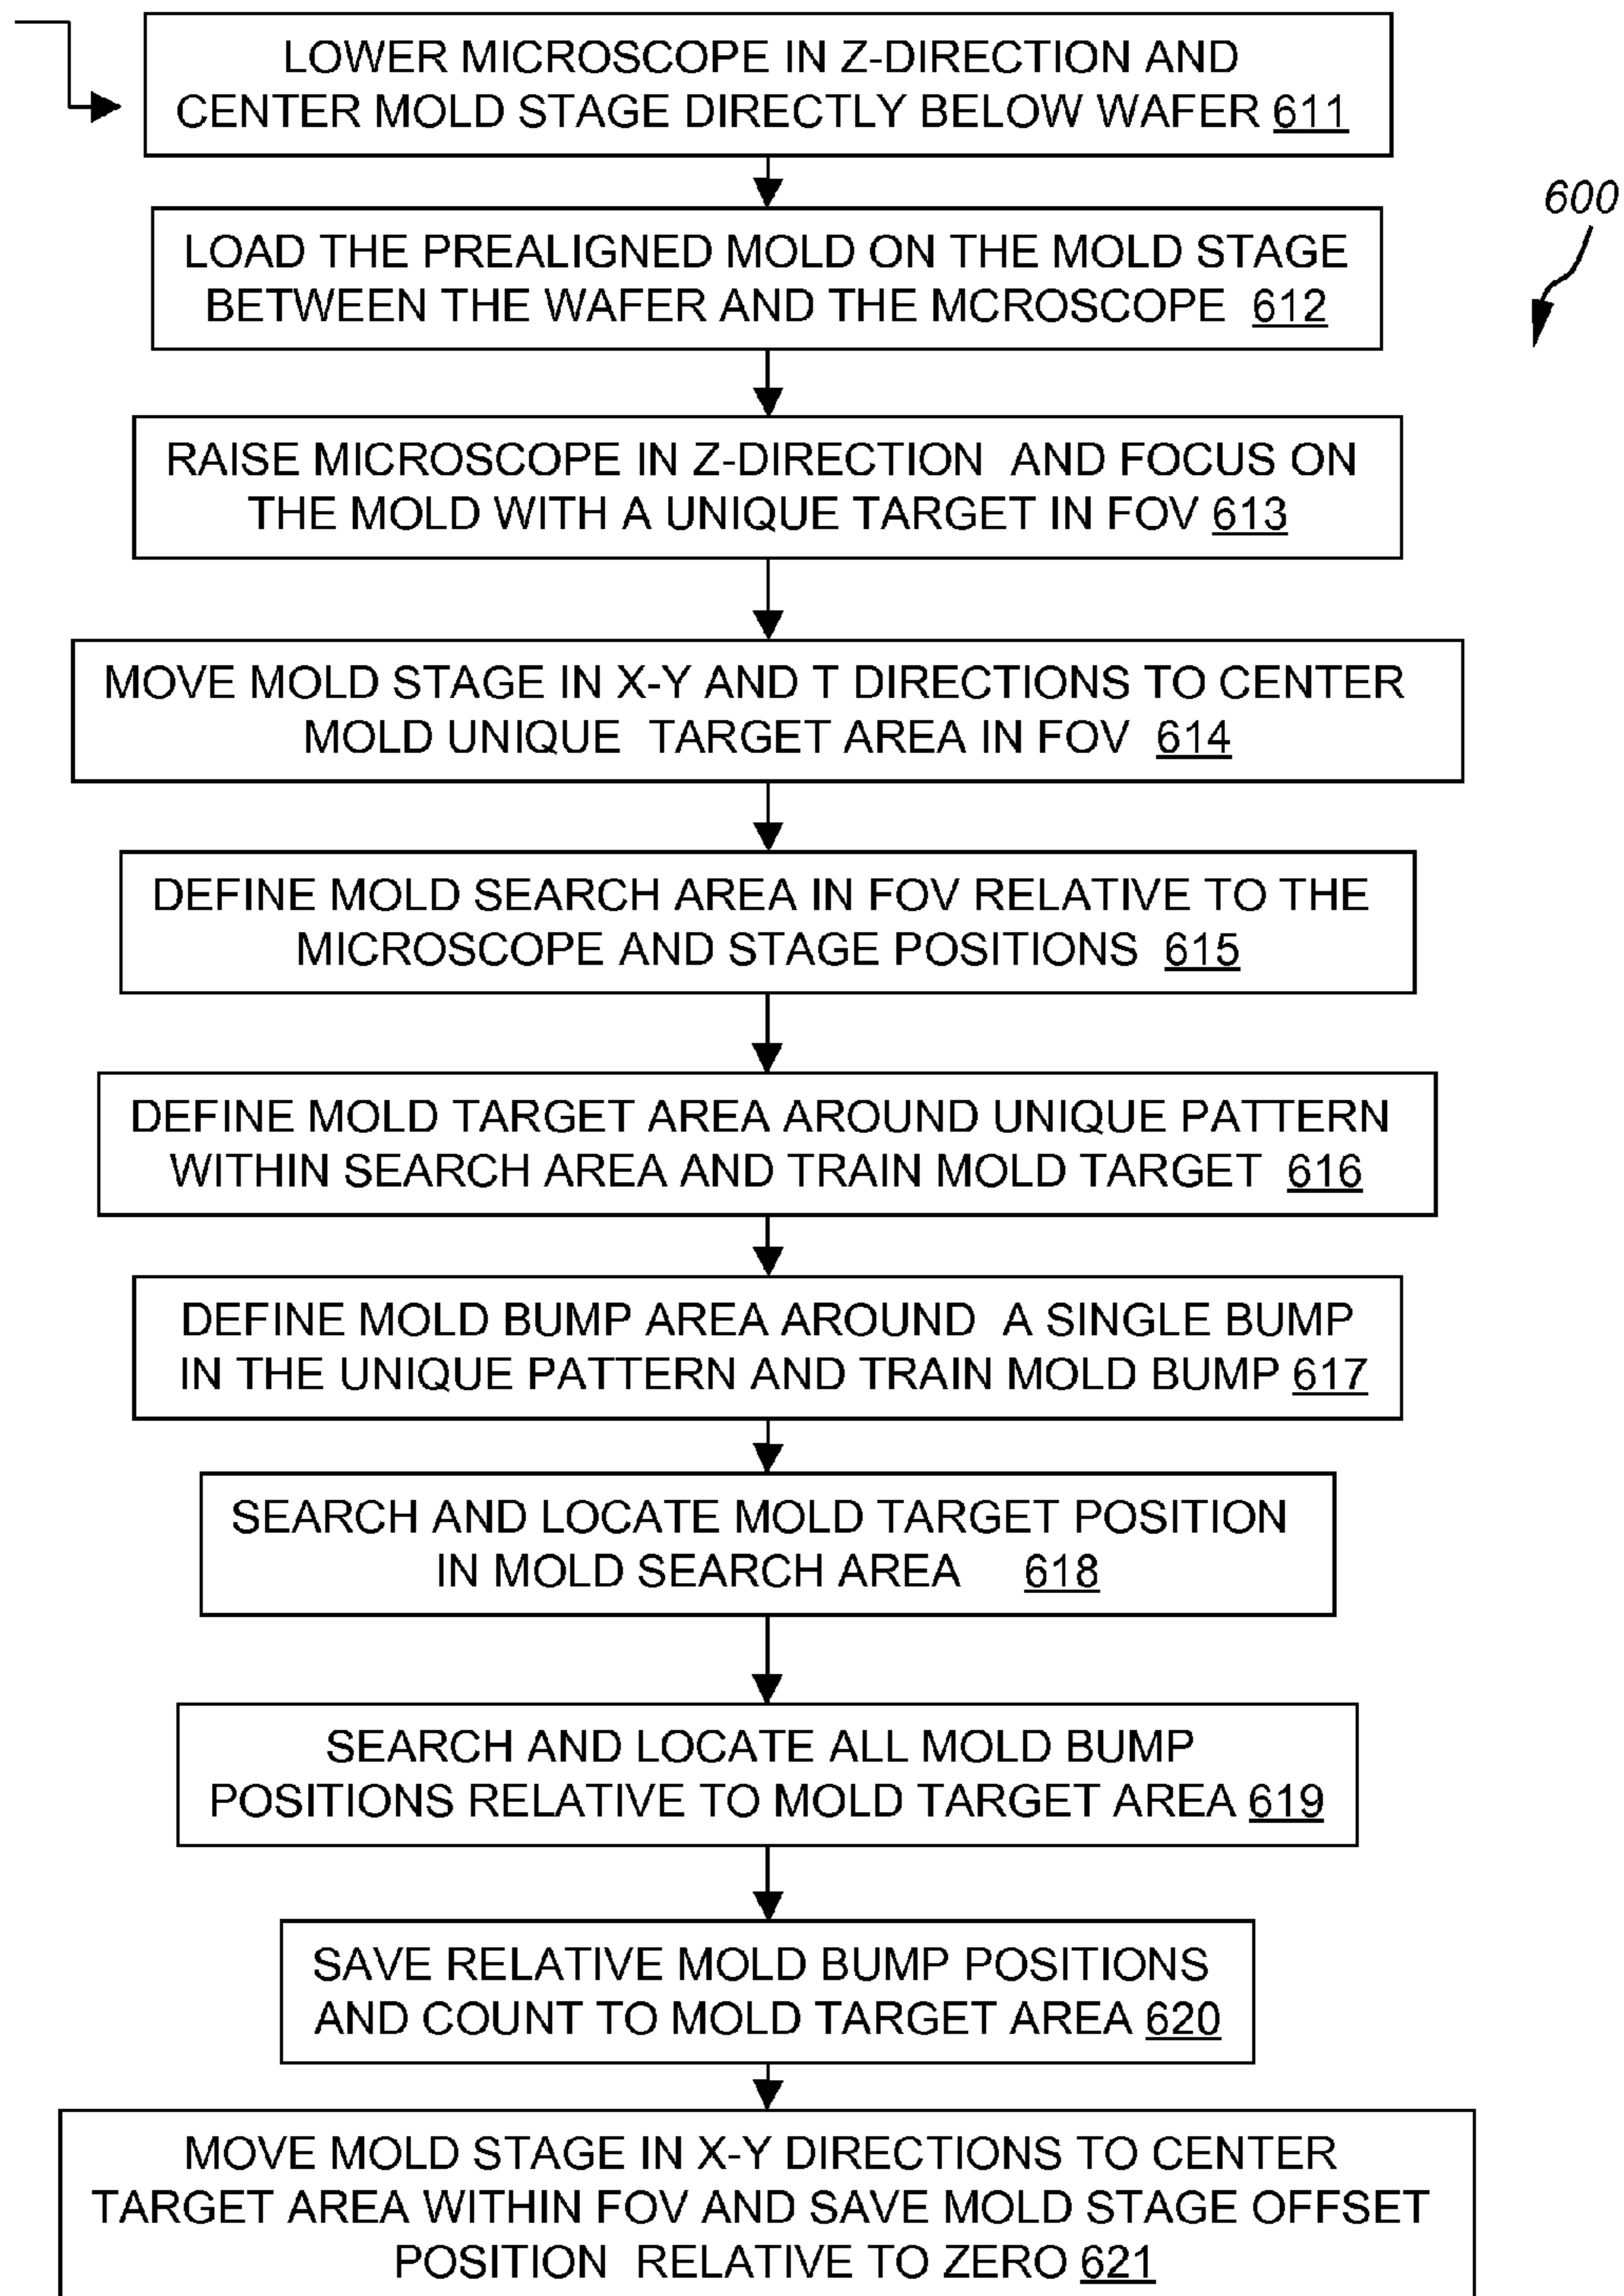 LOWER MICROSCOPE IN Z-DIRECTION AND
CENTER MOLD STAGE DIRECTLY BELOW WAFER 611
600
LOAD THE PREALIGNED MOLD ON THE MOLD STAGE
BETWEEN THE WAFER AND THE MCROSCOPE 612
RAISE MICROSCOPE IN Z-DIRECTION AND FOCUS ON
THE MOLD WITH A UNIQUE TARGET IN FOV 613
MOVE MOLD STAGE IN X-Y AND T DIRECTIONS TO CENTER
MOLD UNIQUE TARGET AREA IN FOV 614
DEFINE MOLD SEARCH AREA IN FOV RELATIVE TO THE
MICROSCOPE AND STAGE POSITIONS 615
DEFINE MOLD TARGET AREA AROUND UNIQUE PATTERN
WITHIN SEARCH AREA AND TRAIN MOLD TARGET 616
DEFINE MOLD BUMP AREA AROUND A SINGLE BUMP
IN THE UNIQUE PATTERN AND TRAIN MOLD BUMP 617
SEARCH AND LOCATE MOLD TARGET POSITION
IN MOLD SEARCH AREA 618
SEARCH AND LOCATE ALL MOLD BUMP
POSITIONS RELATIVE TO MOLD TARGET AREA 619
SAVE RELATIVE MOLD BUMP POSITIONS
AND COUNT TO MOLD TARGET AREA 620
MOVE MOLD STAGE IN X-Y DIRECTIONS TO CENTER
TARGET AREA WITHIN FOV AND SAVE MOLD STAGE OFFSET
POSITION RELATIVE TO ZERO 621